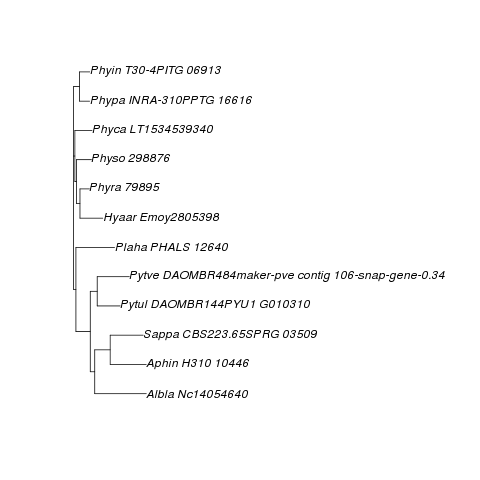 Phyin T30-4PITG 06913
Phypa INRA-310PPTG 16616
Phyca LT1534539340
Physo 298876
Phyra 79895
Hyaar Emoy2805398
Plaha PHALS 12640
Pytve DAOMBR484maker-pve contig 106-snap-gene-0.34
Pytul DAOMBR144PYU1 G010310
Sappa CBS223.65SPRG 03509
Aphin H310 10446
Albla Nc14054640